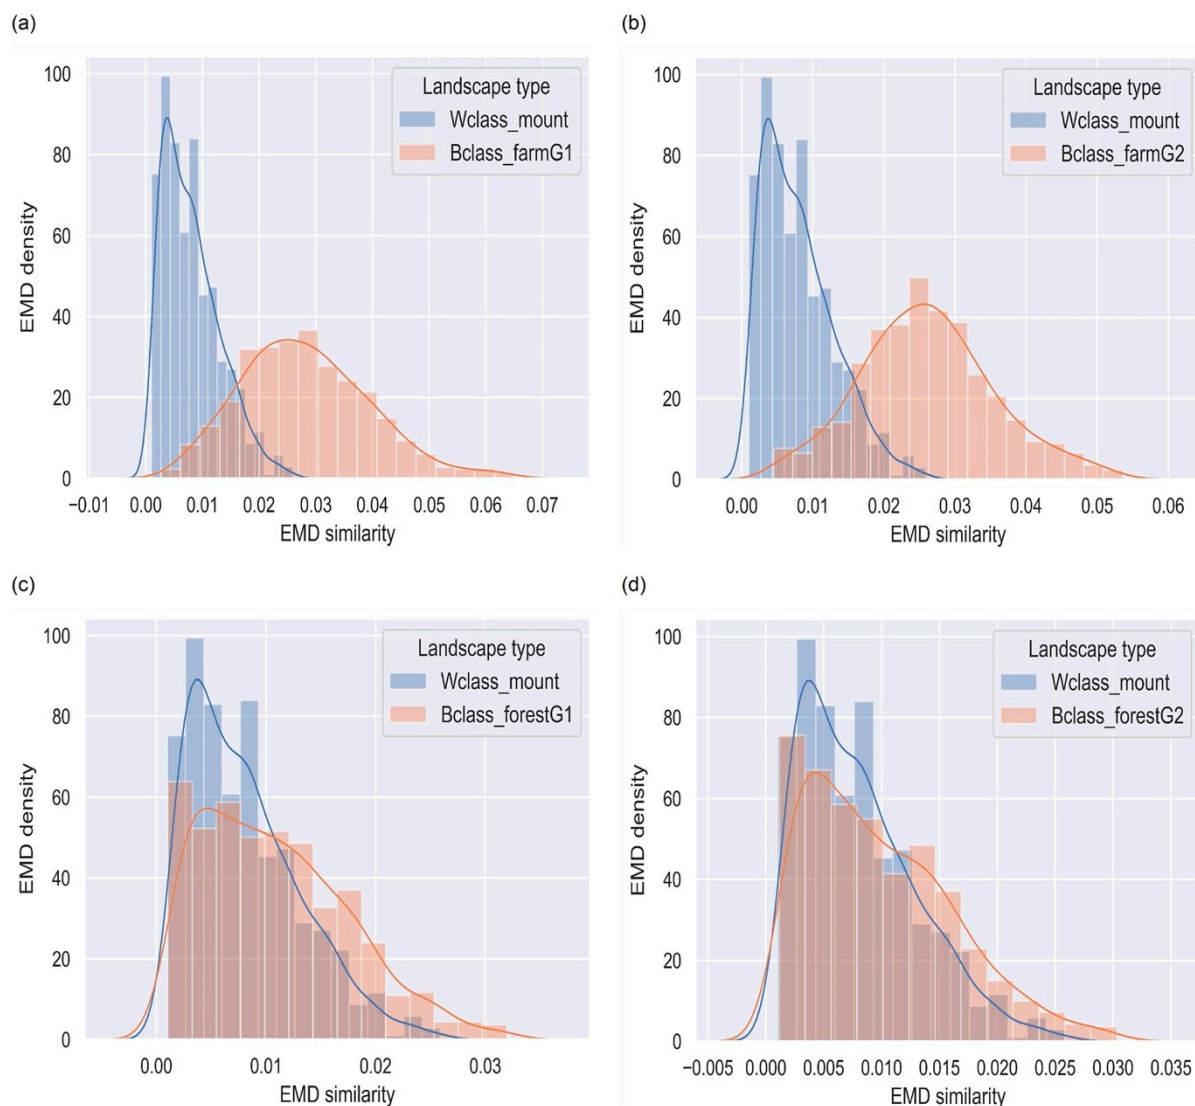 (a)
100
80
60
40
20
0
EMD density
Landscape type
Wclass_mount
Bclass_farmG1
−0.01 0.00 0.01 0.02 0.03 0.04 0.05 0.06 0.07
EMD similarity
(b)
100
80
60
40
20
0
EMD density
Landscape type
Wclass_mount
Bclass_farmG2
0.00 0.01 0.02 0.03 0.04 0.05 0.06
EMD similarity
(c)
100
80
60
40
20
0
EMD density
Landscape type
Wclass_mount
Bclass_forestG1
0.00 0.01 0.02 0.03
EMD similarity
(d)
100
80
60
40
20
0
EMD density
Landscape type
Wclass_mount
Bclass_forestG2
−0.005 0.000 0.005 0.010 0.015 0.020 0.025 0.030 0.035
EMD similarity